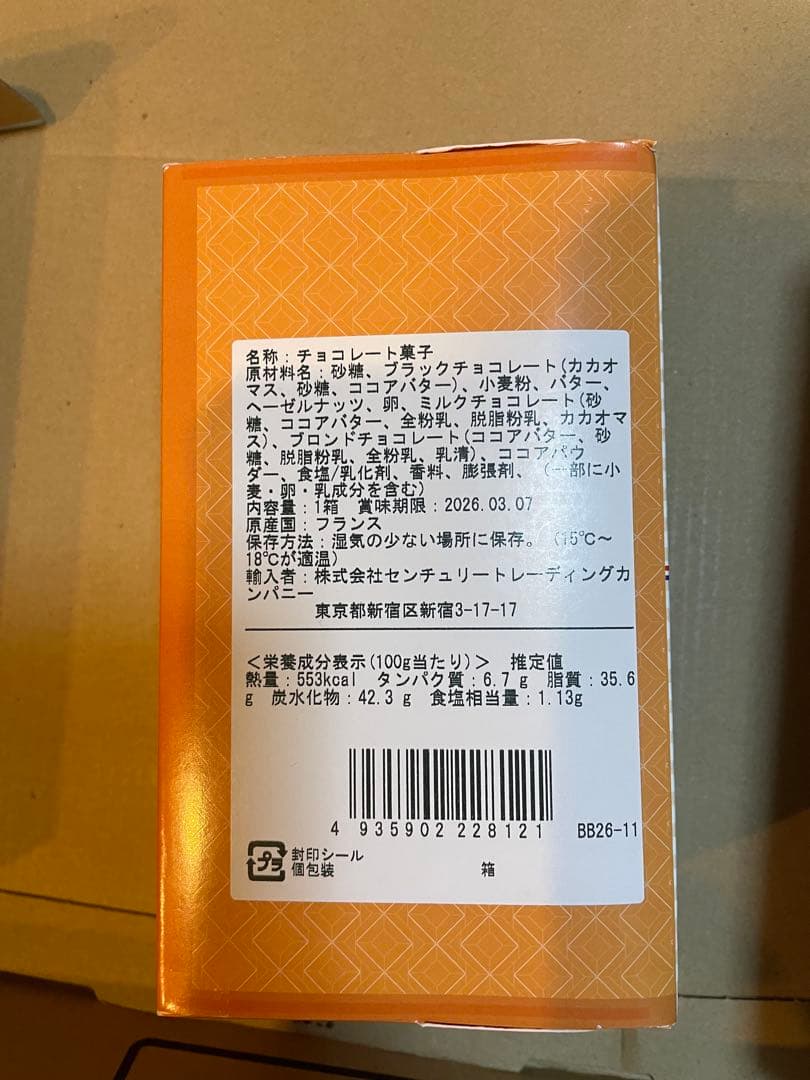 名称：チョコレート菓子
原材料名：砂糖、ブラックチョコレート(カカオ
マス、砂糖、ココアバター)、小麦粉、バター、
ヘーゼルナッツ、卵、ミルクチョコレート(砂
糖、ココアバター、全粉乳、脱脂粉乳、カカオマ
ス)、ブロンドチョコレート(ココアバター、砂
糖、脱脂粉乳、全粉乳、乳清)、ココアパウ
ダー、食塩/乳化剤、香料、膨張剤、（一部に小
麦・卵・乳成分を含む）
内容量：1箱　賞味期限：2026.03.07
原産国：フランス
保存方法：湿気の少ない場所に保存。（15℃～
18℃が適温）
輸入者：株式会社センチュリートレーディングカ
ンパニー
東京都新宿区新宿3-17-17
＜栄養成分表示(100g当たり)＞　推定値
熱量：553kcal　タンパク質：6.7 g　脂質：35.6
g　炭水化物：42.3 g　食塩相当量：1.13g
4 935902 228121
BB26-11
プラ
封印シール
個包装
箱